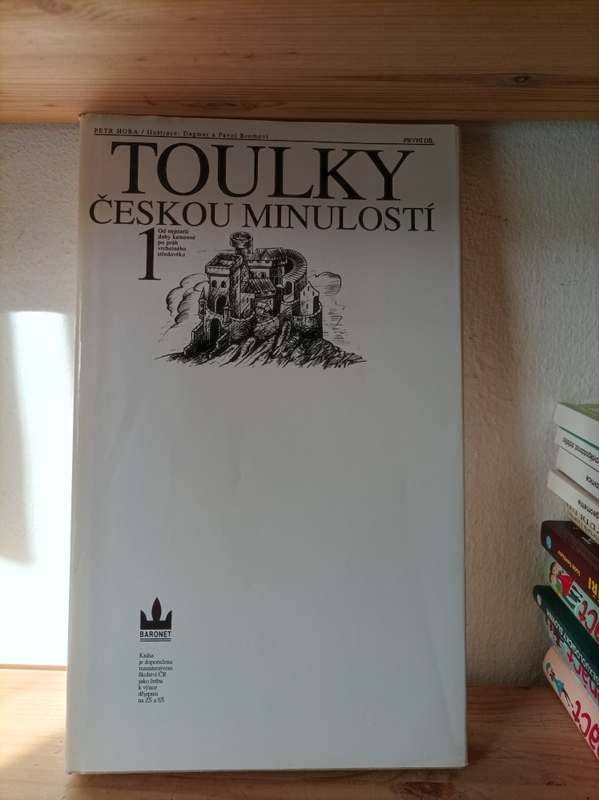 PETR HORA / Ilustrace: Dagmar a Pavel Bromovi
PRVNÍ DÍL
TOULKY
ČESKOU MINULOSTÍ
1
Od nejstarší
doby kamenné
po práh
vrcholného
středověku
BARONET
Kniha
je doporučena
ministerstvem
školství ČR
jako četba
k výuce
dějepisu
na ZŠ a SŠ